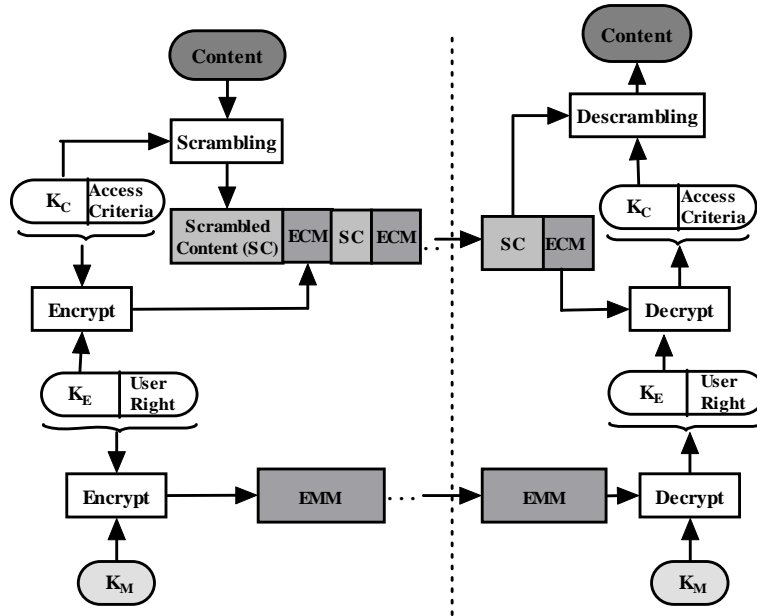 Content
Scrambling
K_C
Access
Criteria
Scrambled
Content (SC)
ECM
SC
ECM
...
Encrypt
K_E
User
Right
Encrypt
EMM
...
K_M
Content
Descrambling
K_C
Access
Criteria
SC
ECM
Decrypt
K_E
User
Right
EMM
Decrypt
K_M